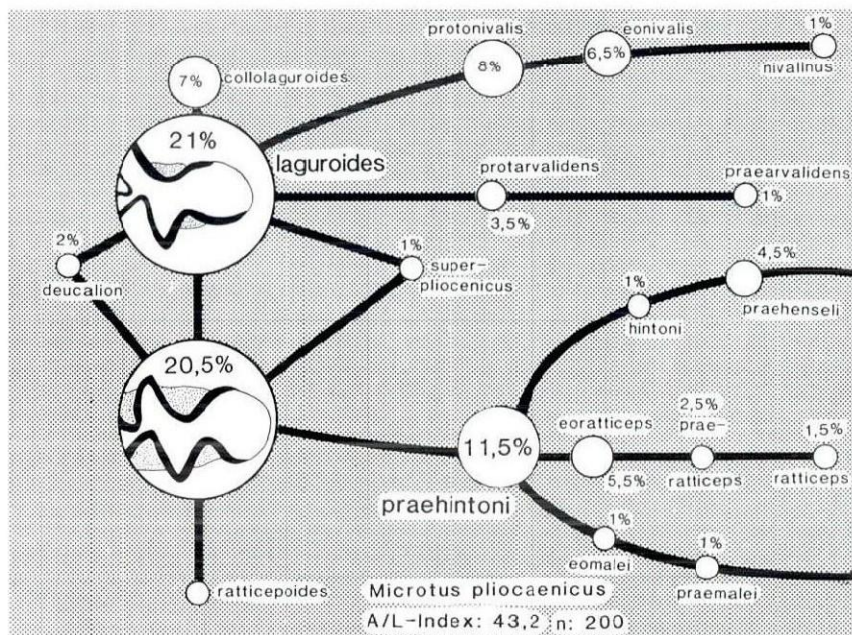 protonivalis
eonivalis
1%
7%
collolaguroides
8%
6,5%
nivalinus
21%
laguroides
protarvalidens
praearvalidens
3,5%
1%
2%
1%
super-
pliocenicus
deucalion
4,5%
1%
hintoni
praehenseli
20,5%
11,5%
praehintoni
eoratticeps
5,5%
2,5%
prae-
ratticeps
1,5%
ratticeps
1%
eomalei
1%
praemalei
ratticepoides
Microtus pliocaenicus
A/L-Index: 43,2 n: 200